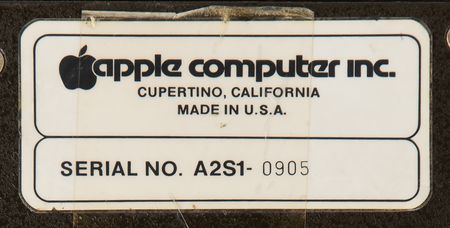 apple computer inc.
CUPERTINO, CALIFORNIA
MADE IN U.S.A.
SERIAL NO. A2S1- 0905